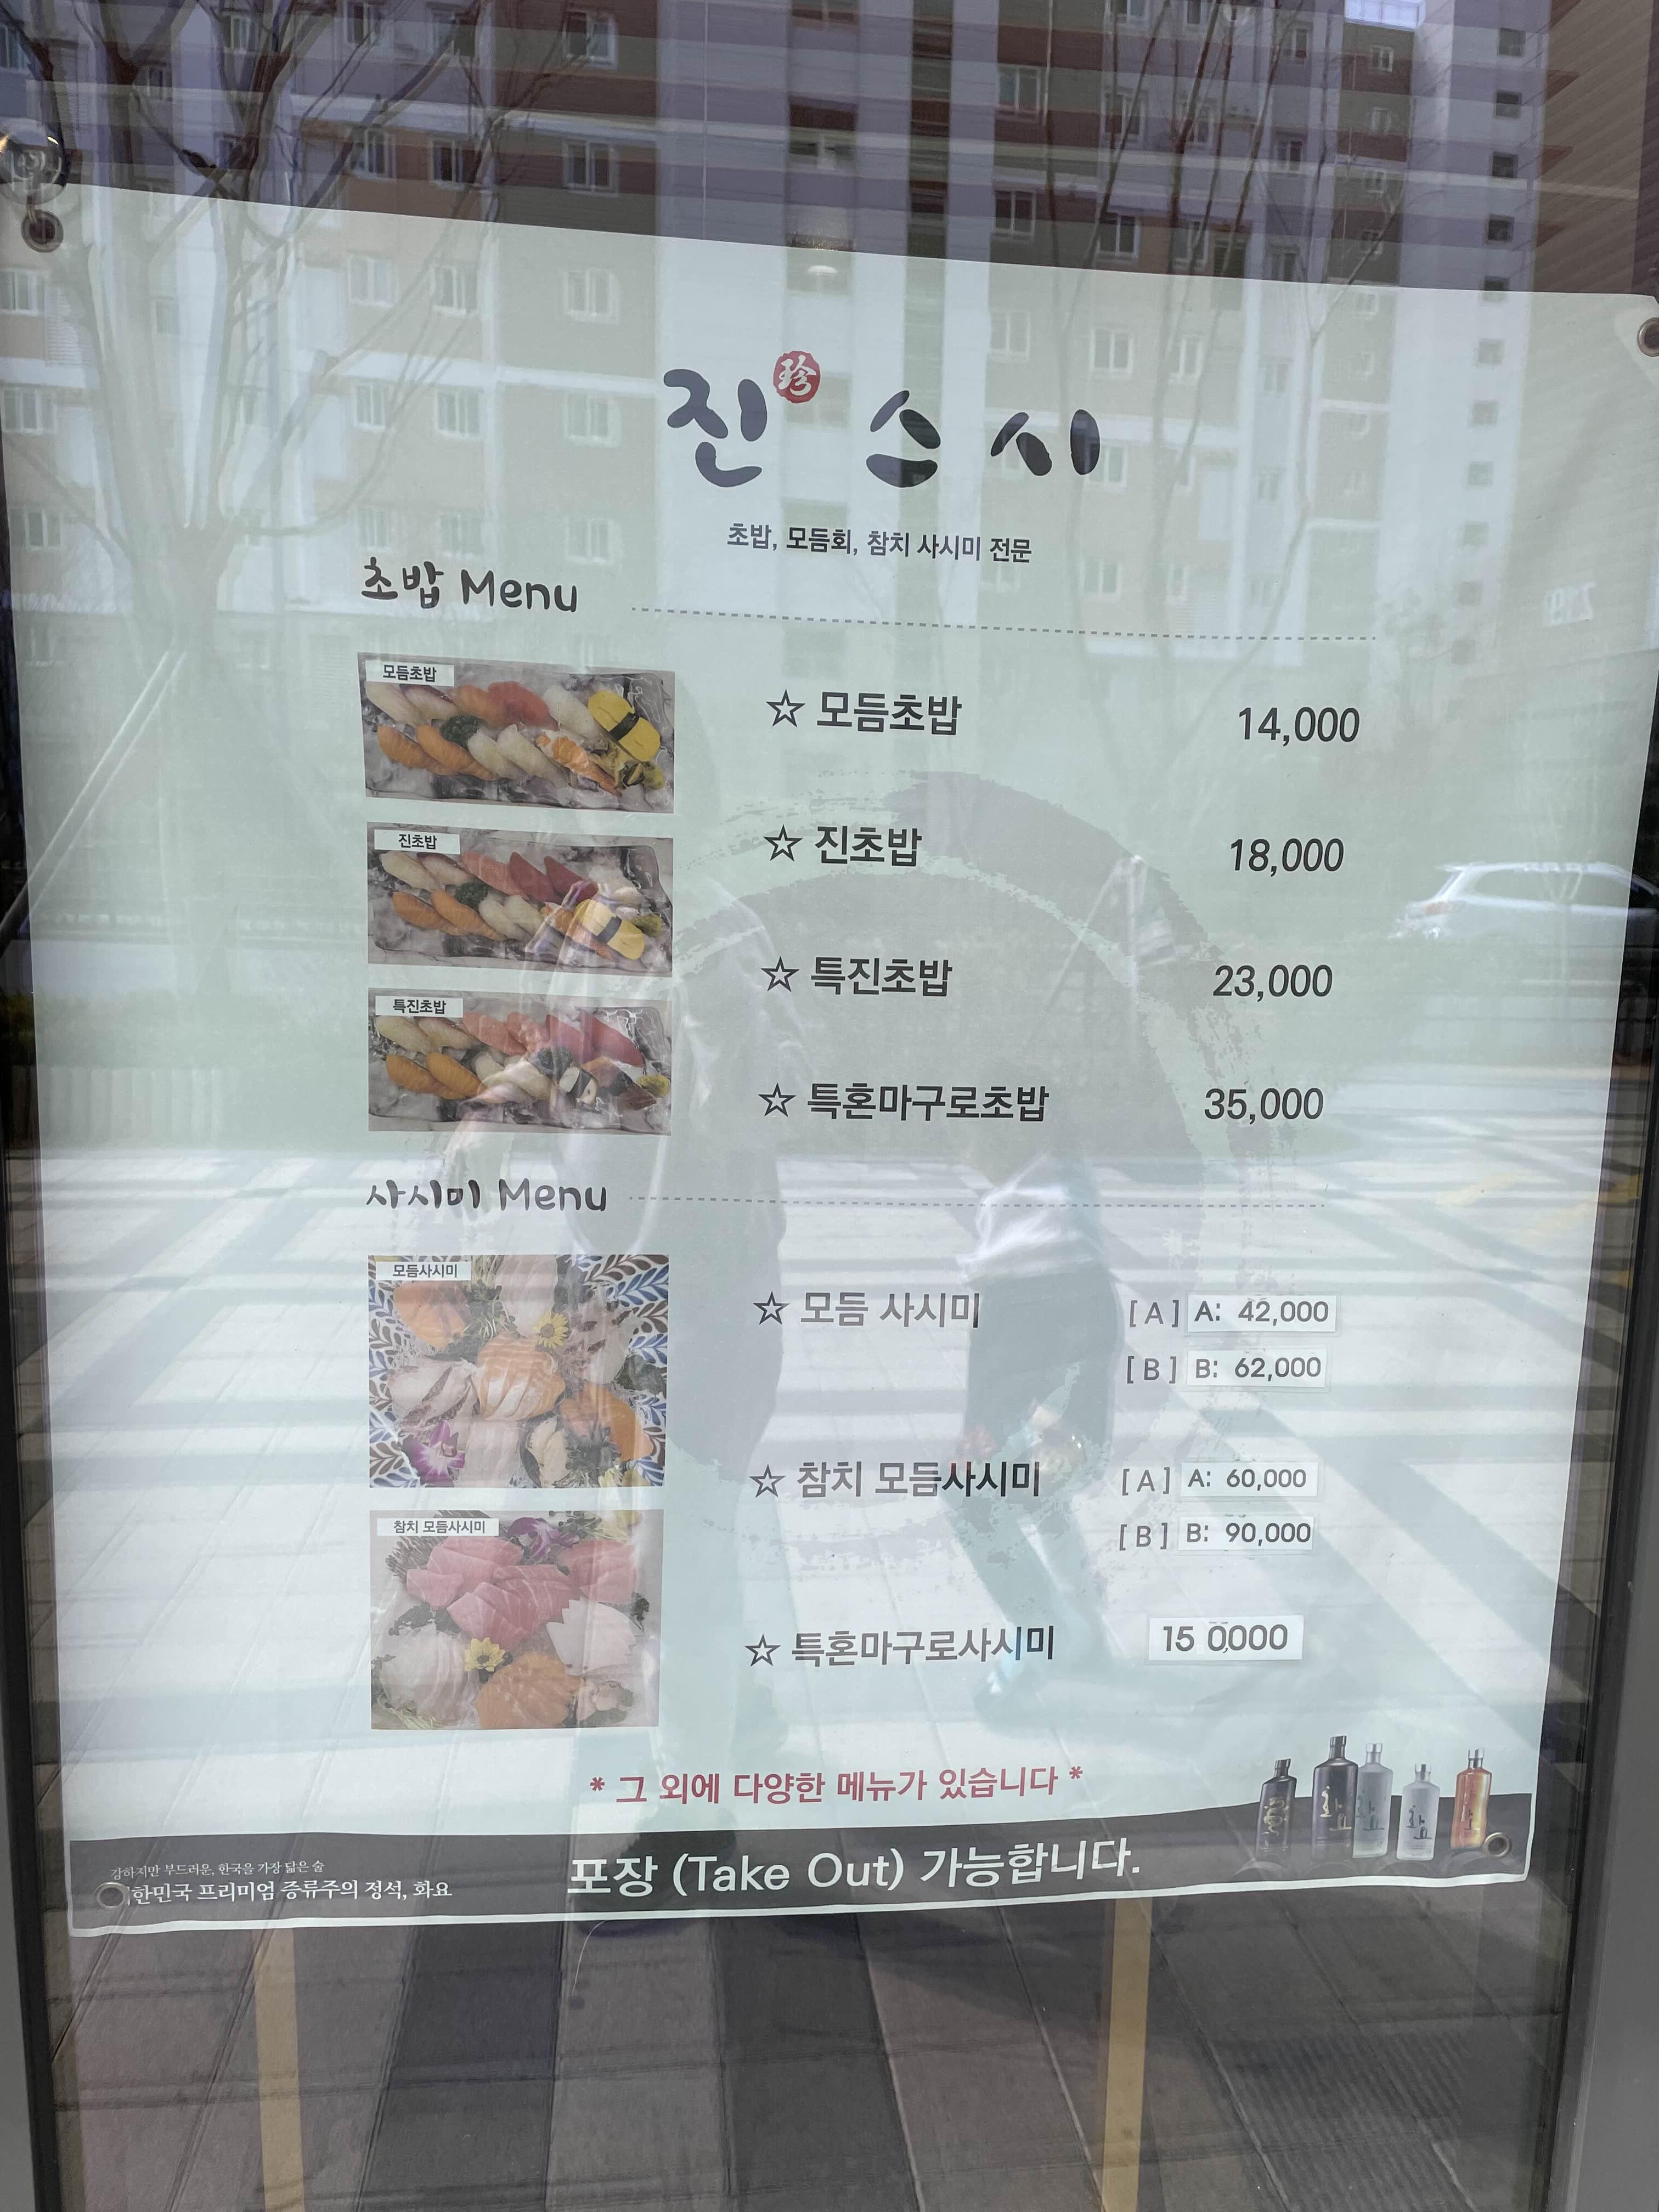 진 珍 스시
초밥, 모듬회, 참치 사시미 전문
초밥 Menu
모듬초밥
☆ 모듬초밥 14,000
진초밥
☆ 진초밥 18,000
특진초밥
☆ 특진초밥 23,000
☆ 특혼마구로초밥 35,000
사시미 Menu
모듬사시미
☆ 모듬 사시미 [ A ] A: 42,000
[ B ] B: 62,000
☆ 참치 모듬사시미 [ A ] A: 60,000
[ B ] B: 90,000
참치 모듬사시미
☆ 특혼마구로사시미 15 0,000
* 그 외에 다양한 메뉴가 있습니다 *
화요
화요
화요
강하지만 부드러운, 한국을 가장 닮은 술
한민국 프리미엄 증류주의 정석, 화요
포장 (Take Out) 가능합니다.